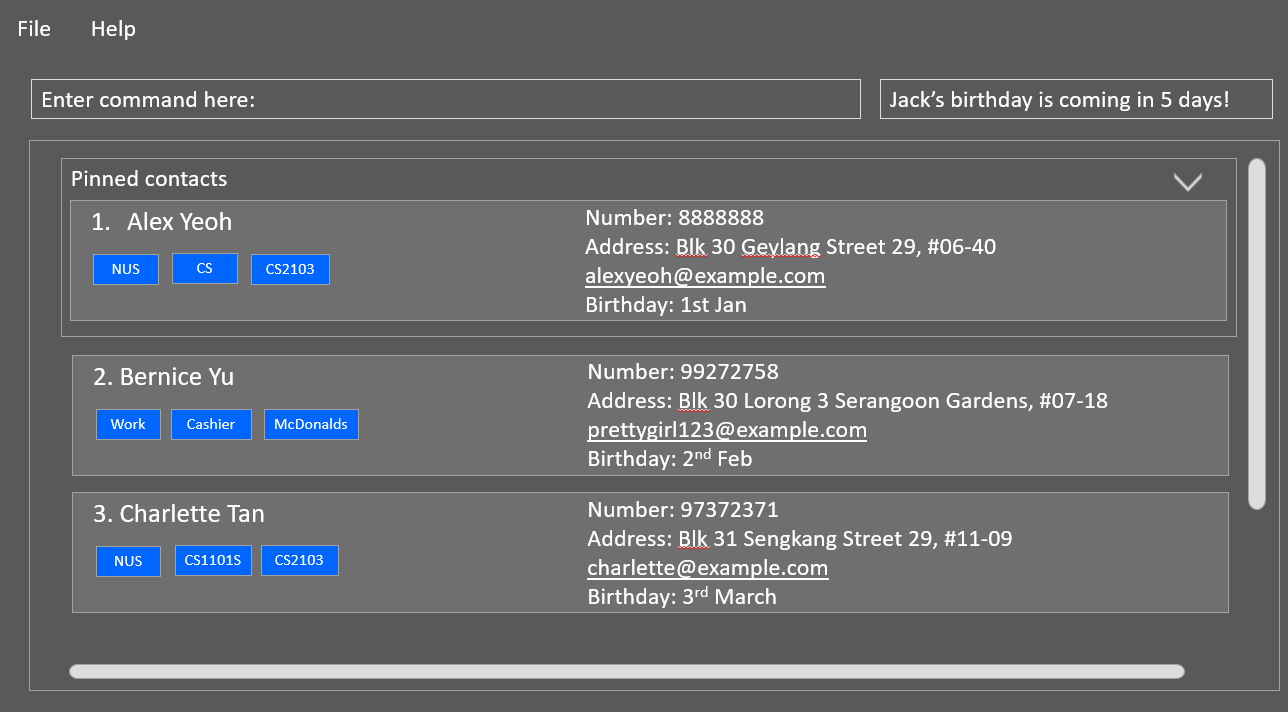 File Help
Enter command here: Jack’s birthday is coming in 5 days!
Pinned contacts
1. Alex Yeoh
NUS CS CS2103
Number: 8888888
Address: Blk 30 Geylang Street 29, #06-40
alexyeoh@example.com
Birthday: 1st Jan
2. Bernice Yu
Work Cashier McDonalds
Number: 99272758
Address: Blk 30 Lorong 3 Serangoon Gardens, #07-18
prettygirl123@example.com
Birthday: 2nd Feb
3. Charlette Tan
NUS CS1101S CS2103
Number: 97372371
Address: Blk 31 Sengkang Street 29, #11-09
charlette@example.com
Birthday: 3rd March